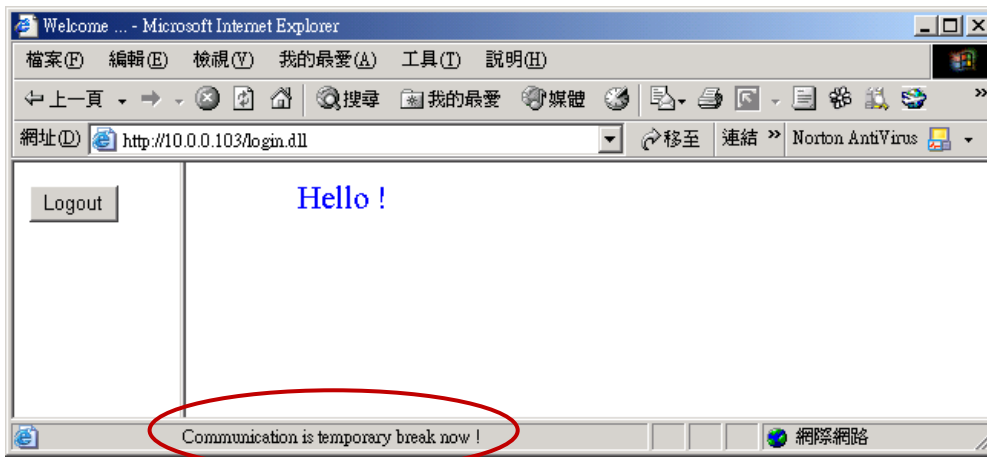 Welcome ... - Microsoft Internet Explorer
檔案(F) 編輯(E) 檢視(V) 我的最愛(A) 工具(T) 說明(H)
上一頁 搜尋 我的最愛 媒體 »
網址(D) http://10.0.0.103/login.dll 移至 連結 » Norton AntiVirus
Logout
Hello !
Communication is temporary break now ! 網際網路